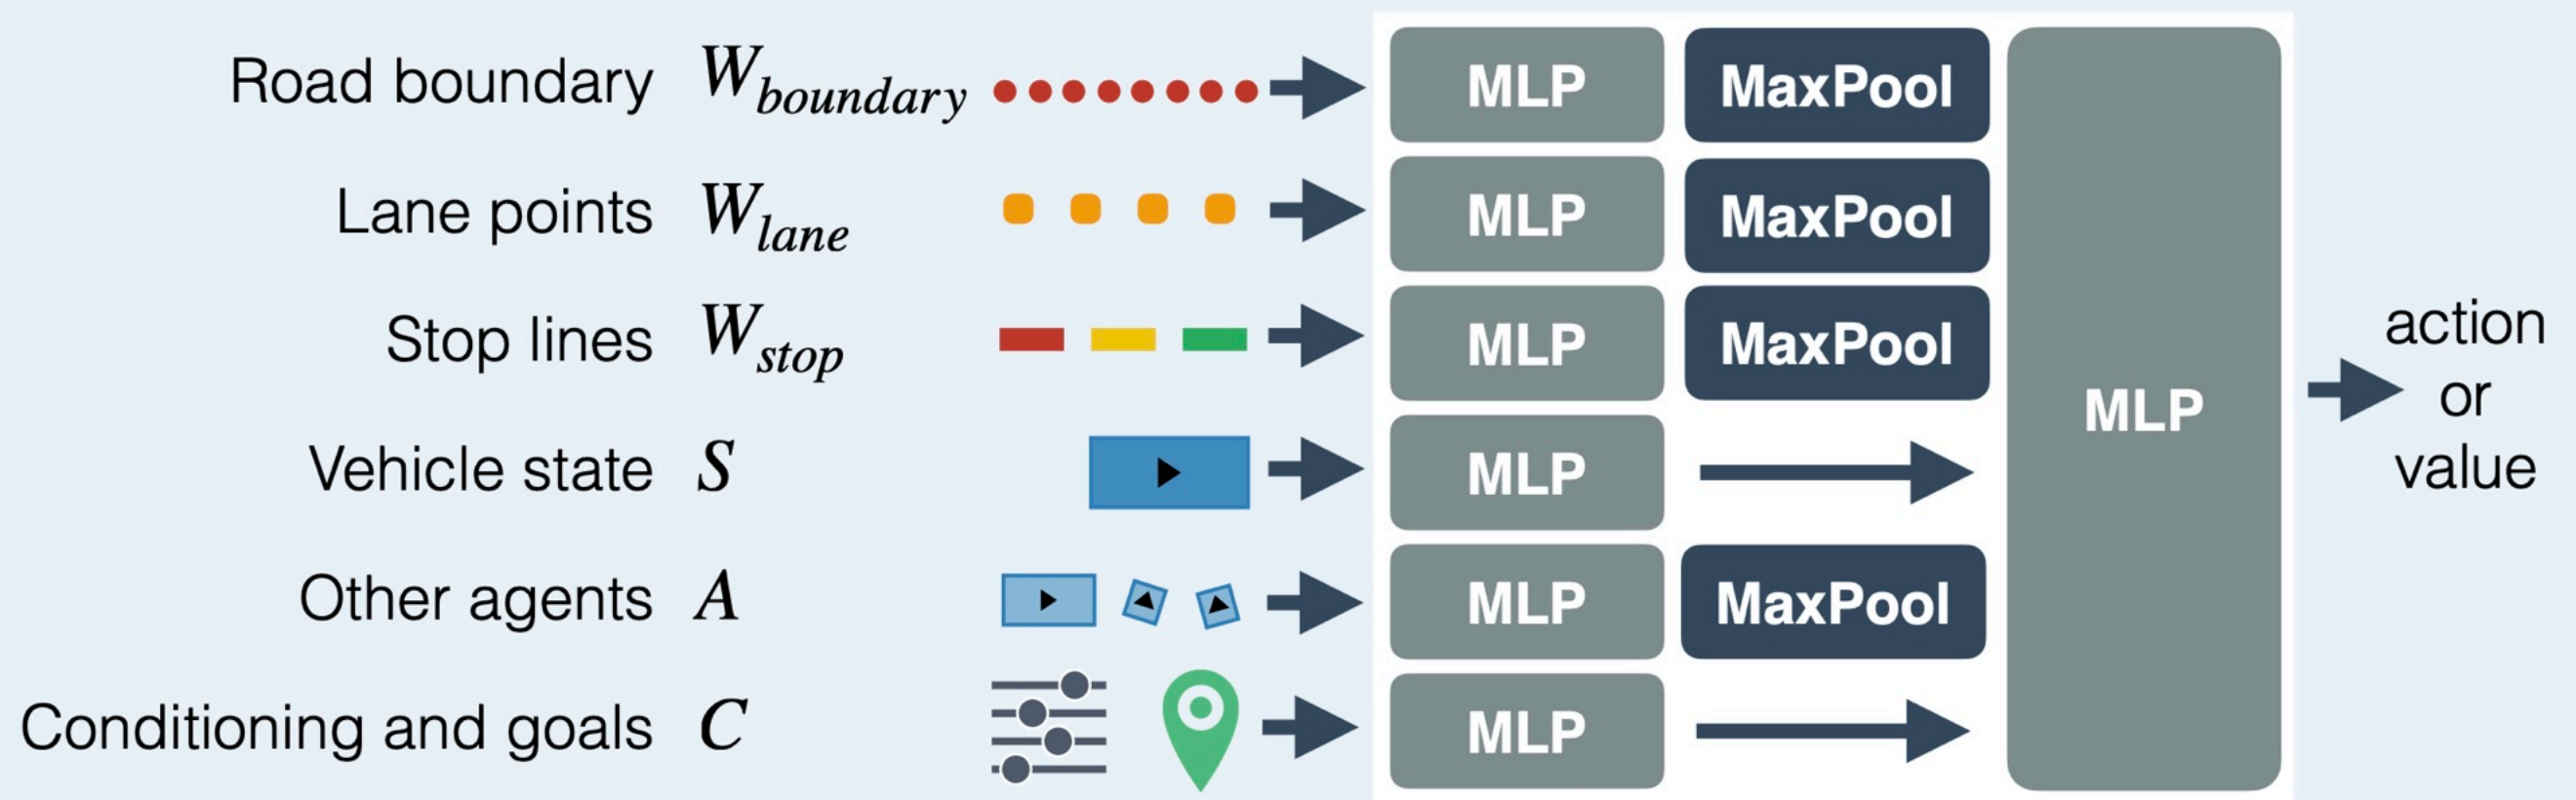 Road boundary W_boundary MLP MaxPool
Lane points W_lane MLP MaxPool
Stop lines W_stop MLP MaxPool
Vehicle state S MLP
Other agents A MLP MaxPool
Conditioning and goals C MLP
MLP
action
or
value